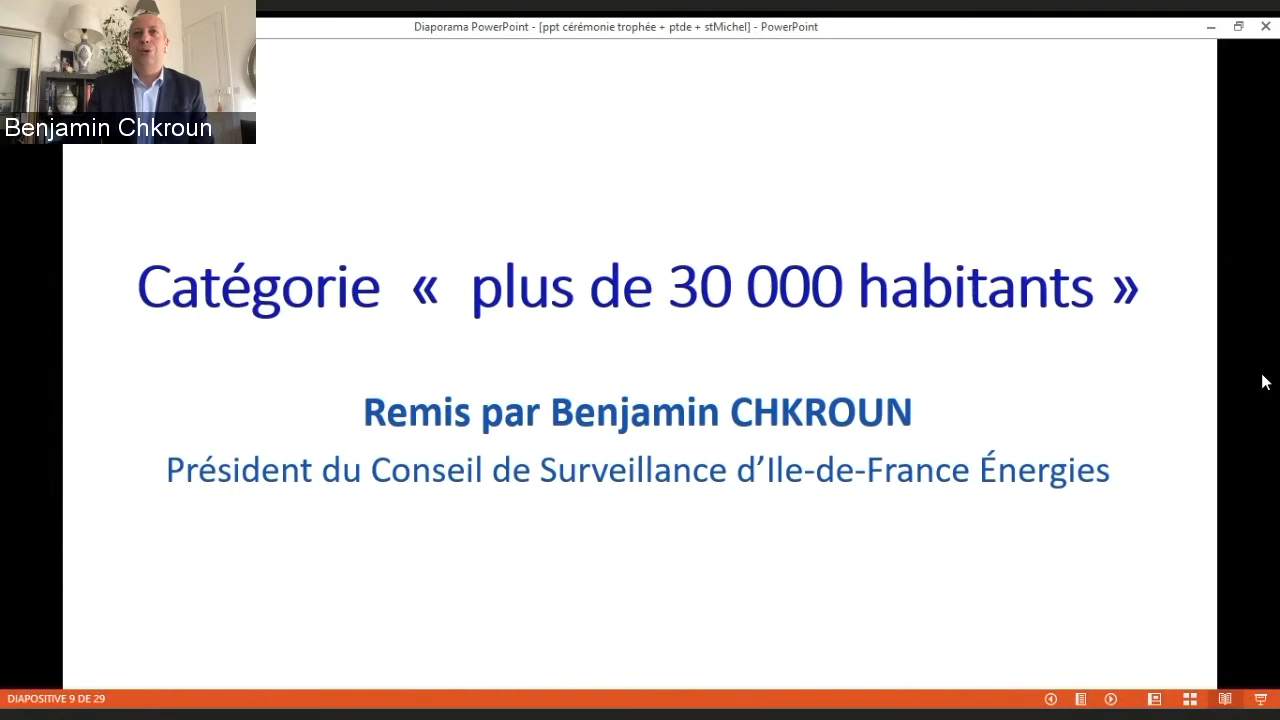 Diaporama PowerPoint - [ppt cérémonie trophée + ptde + stMichel] - PowerPoint
Benjamin Chkroun
Catégorie « plus de 30 000 habitants »
Remis par Benjamin CHKROUN
Président du Conseil de Surveillance d’Ile-de-France Énergies
DIAPOSITIVE 9 DE 29